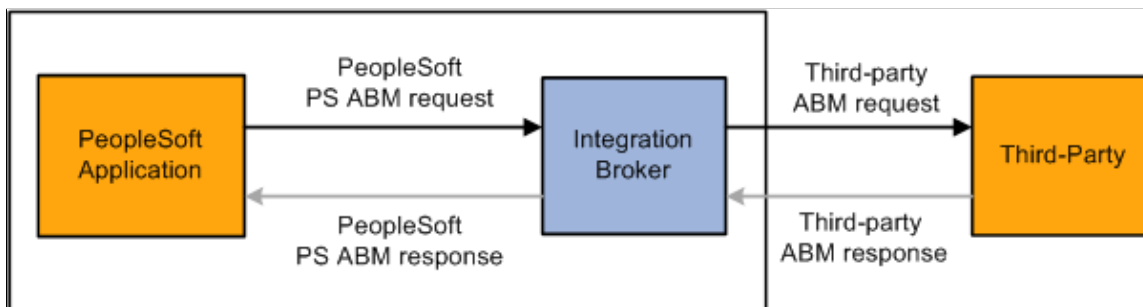 PeopleSoft
PS ABM request
Third-party
ABM request
PeopleSoft
Application
Integration
Broker
Third-Party
PeopleSoft
PS ABM response
Third-party
ABM response